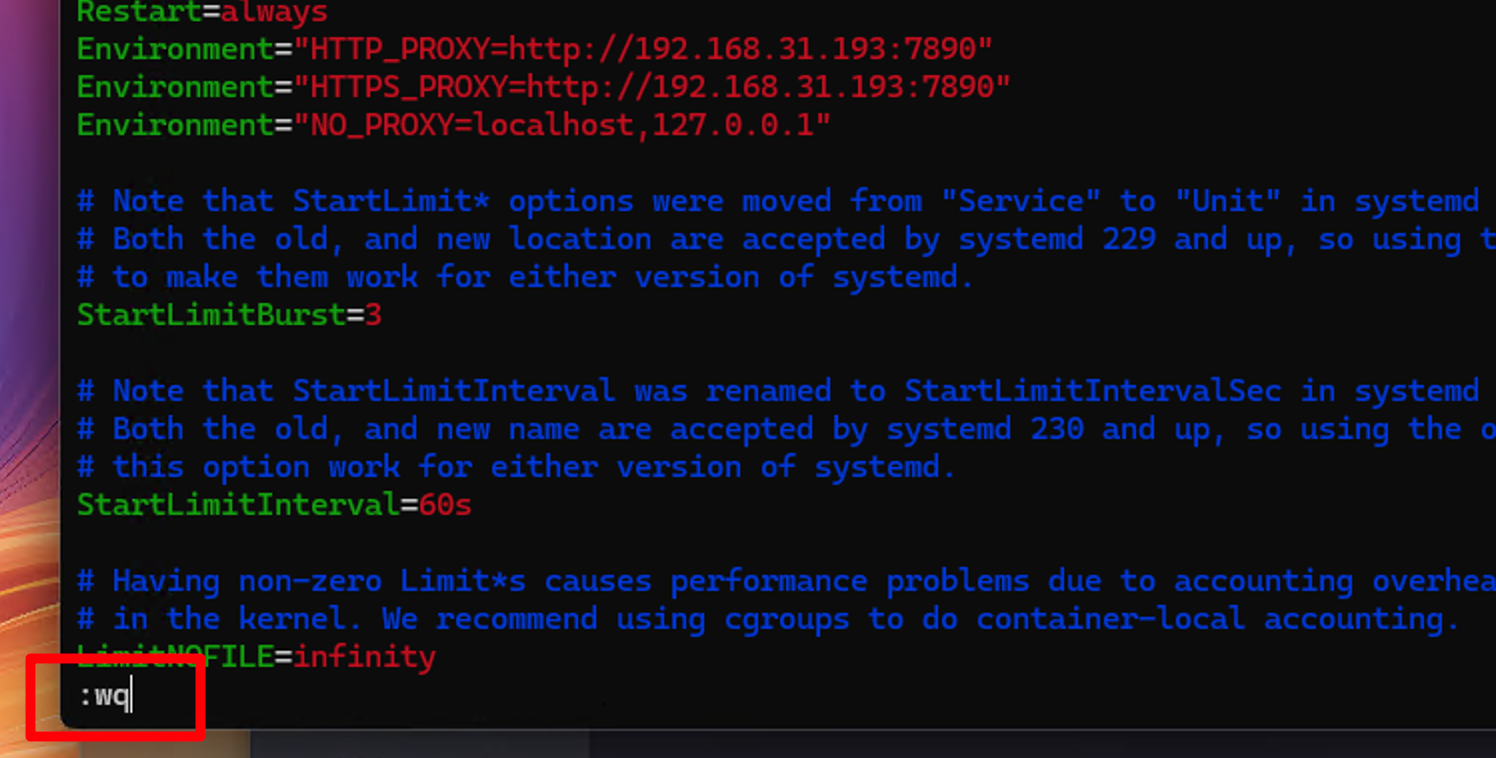 Restart=always
Environment="HTTP_PROXY=http://192.168.31.193:7890"
Environment="HTTPS_PROXY=http://192.168.31.193:7890"
Environment="NO_PROXY=localhost,127.0.0.1"
# Note that StartLimit* options were moved from "Service" to "Unit" in systemd
# Both the old, and new location are accepted by systemd 229 and up, so using
# to make them work for either version of systemd.
StartLimitBurst=3
# Note that StartLimitInterval was renamed to StartLimitIntervalSec in systemd
# Both the old, and new name are accepted by systemd 230 and up, so using the
# this option work for either version of systemd.
StartLimitInterval=60s
# Having non-zero Limit*s causes performance problems due to accounting overhea
# in the kernel. We recommend using cgroups to do container-local accounting.
LimitNOFILE=infinity
:wq